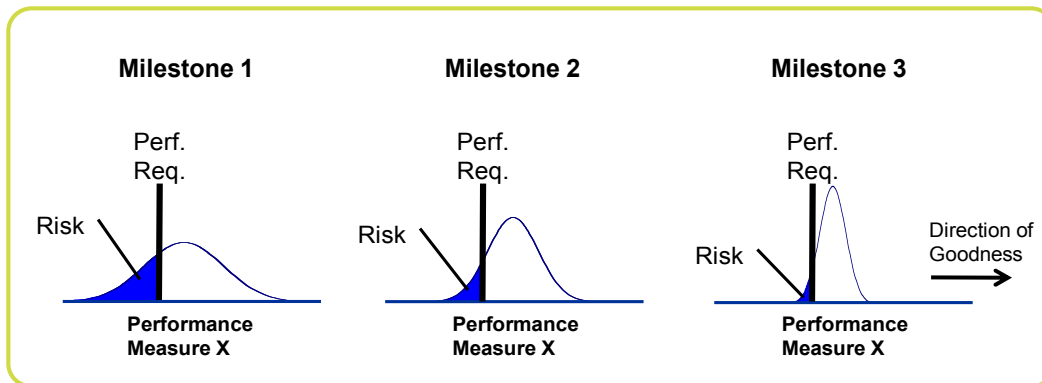 Milestone 1
Milestone 2
Milestone 3
Perf.
Req.
Risk
Performance
Measure X
Perf.
Req.
Risk
Performance
Measure X
Perf.
Req.
Risk
Direction of
Goodness
Performance
Measure X